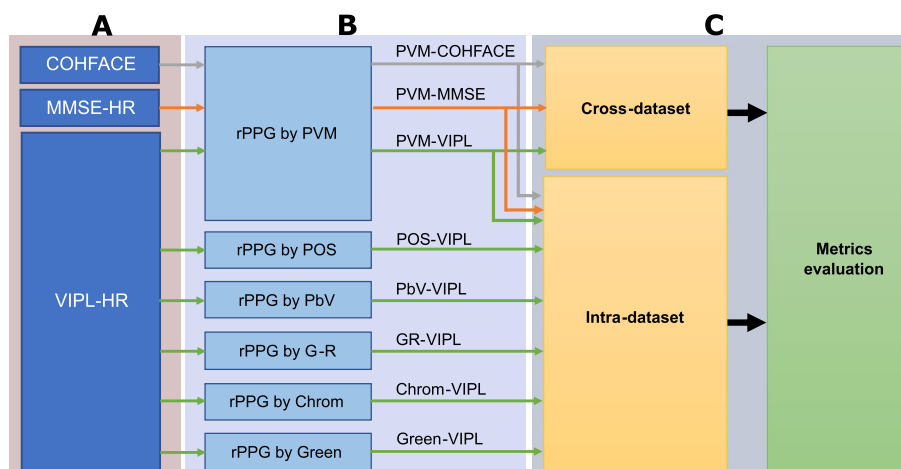 A
B
C
COHFACE
MMSE-HR
VIPL-HR
rPPG by PVM
rPPG by POS
rPPG by PbV
rPPG by G-R
rPPG by Chrom
rPPG by Green
PVM-COHFACE
PVM-MMSE
PVM-VIPL
POS-VIPL
PbV-VIPL
GR-VIPL
Chrom-VIPL
Green-VIPL
Cross-dataset
Intra-dataset
Metrics
evaluation